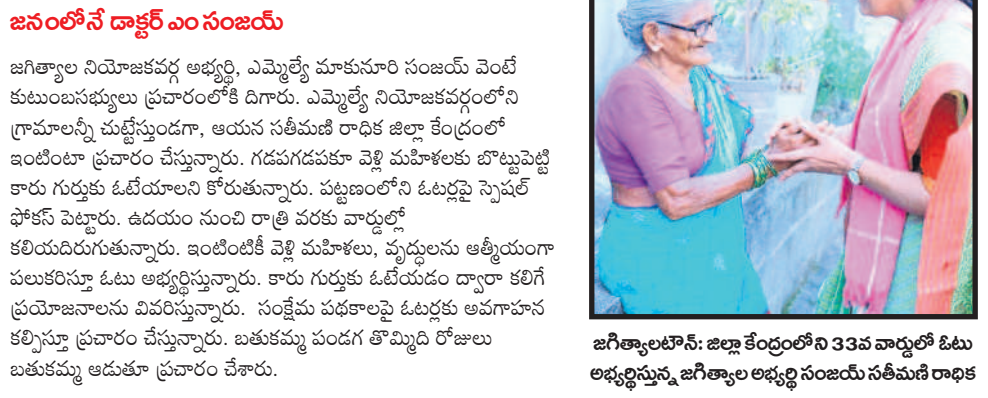 జనంలోనే డాక్టర్ ఎం సంజయ్
జగిత్యాల నియోజకవర్గ అభ్యర్థి, ఎమ్మెల్యే మాకునూరి సంజయ్ వెంటే
కుటుంబసభ్యులు ప్రచారంలోకి దిగారు. ఎమ్మెల్యే నియోజకవర్గంలోని
గ్రామాలన్నీ చుట్టేస్తుండగా, ఆయన సతీమణి రాధిక జిల్లా కేంద్రంలో
ఇంటింటా ప్రచారం చేస్తున్నారు. గడపగడపకూ వెళ్లి మహిళలకు బొట్టుపెట్టి
కారు గుర్తుకు ఓటేయాలని కోరుతున్నారు. పట్టణంలోని ఓటర్లపై స్పెషల్
ఫోకస్ పెట్టారు. ఉదయం నుంచి రాత్రి వరకు వార్డుల్లో
కలియదిరుగుతున్నారు. ఇంటింటికీ వెళ్లి మహిళలు, వృద్ధులను ఆత్మీయంగా
పలుకరిస్తూ ఓటు అభ్యర్థిస్తున్నారు. కారు గుర్తుకు ఓటేయడం ద్వారా కలిగే
ప్రయోజనాలను వివరిస్తున్నారు. సంక్షేమ పథకాలపై ఓటర్లకు అవగాహన
కల్పిస్తూ ప్రచారం చేస్తున్నారు. బతుకమ్మ పండగ తొమ్మిది రోజులు
బతుకమ్మ ఆడుతూ ప్రచారం చేశారు.
జగిత్యాలటౌన్: జిల్లా కేంద్రంలోని 33వ వార్డులో ఓటు
అభ్యర్థిస్తున్న జగిత్యాల అభ్యర్థి సంజయ్ సతీమణి రాధిక